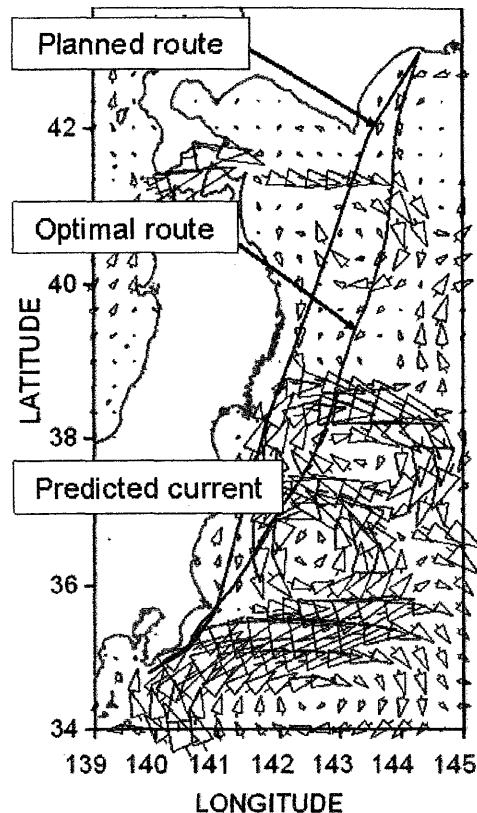 Planned route
42
Optimal route
40
LATITUDE
38
Predicted current
36
34
139 140 141 142 143 144 145
LONGITUDE